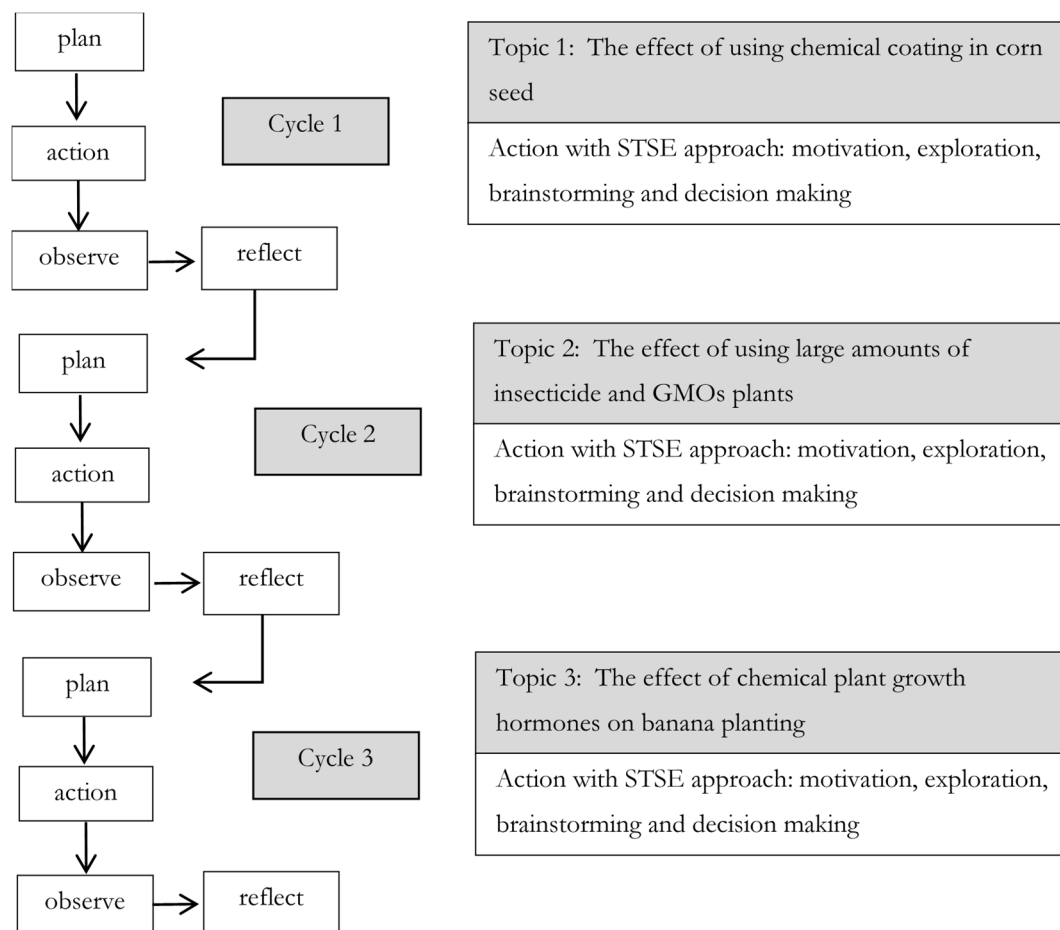 plan
action
observe
reflect
Cycle 1
Topic 1:  The effect of using chemical coating in corn
seed
Action with STSE approach: motivation, exploration,
brainstorming and decision making
plan
action
observe
reflect
Cycle 2
Topic 2:  The effect of using large amounts of
insecticide and GMOs plants
Action with STSE approach: motivation, exploration,
brainstorming and decision making
plan
action
observe
reflect
Cycle 3
Topic 3:  The effect of chemical plant growth
hormones on banana planting
Action with STSE approach: motivation, exploration,
brainstorming and decision making